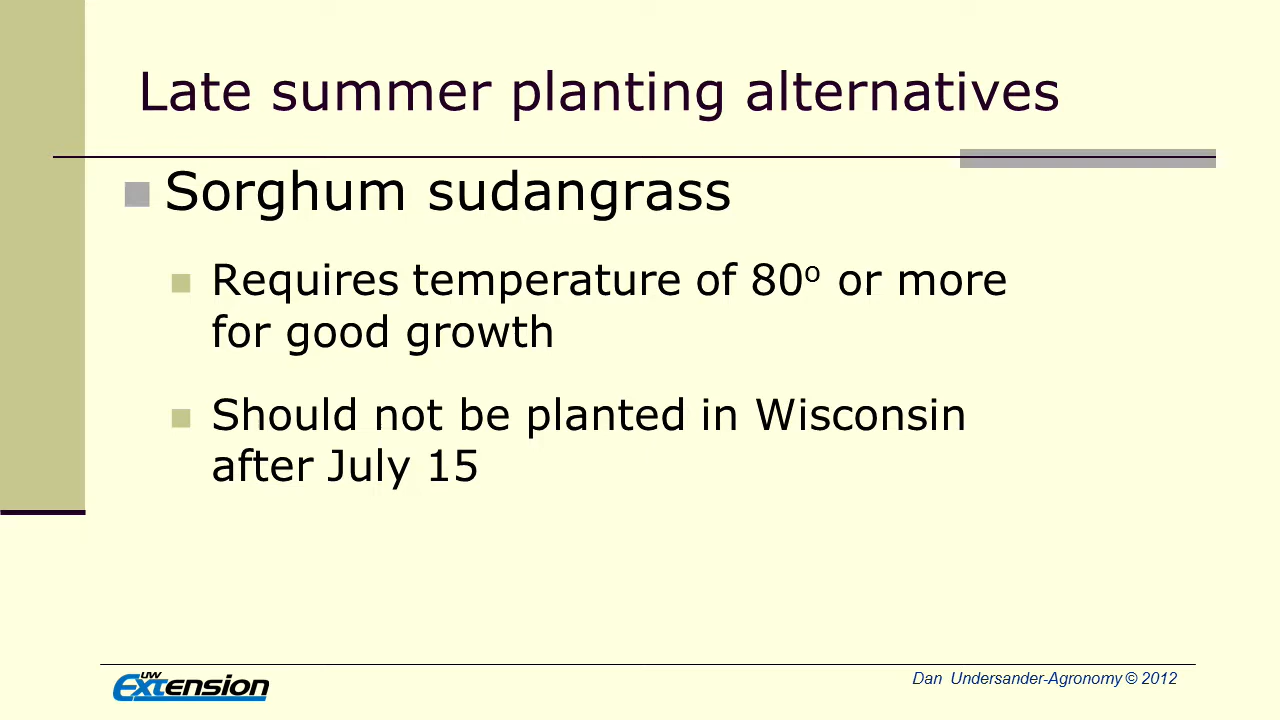 Late summer planting alternatives
Sorghum sudangrass
Requires temperature of 80º or more
for good growth
Should not be planted in Wisconsin
after July 15
UW
Extension
Dan Undersander-Agronomy © 2012